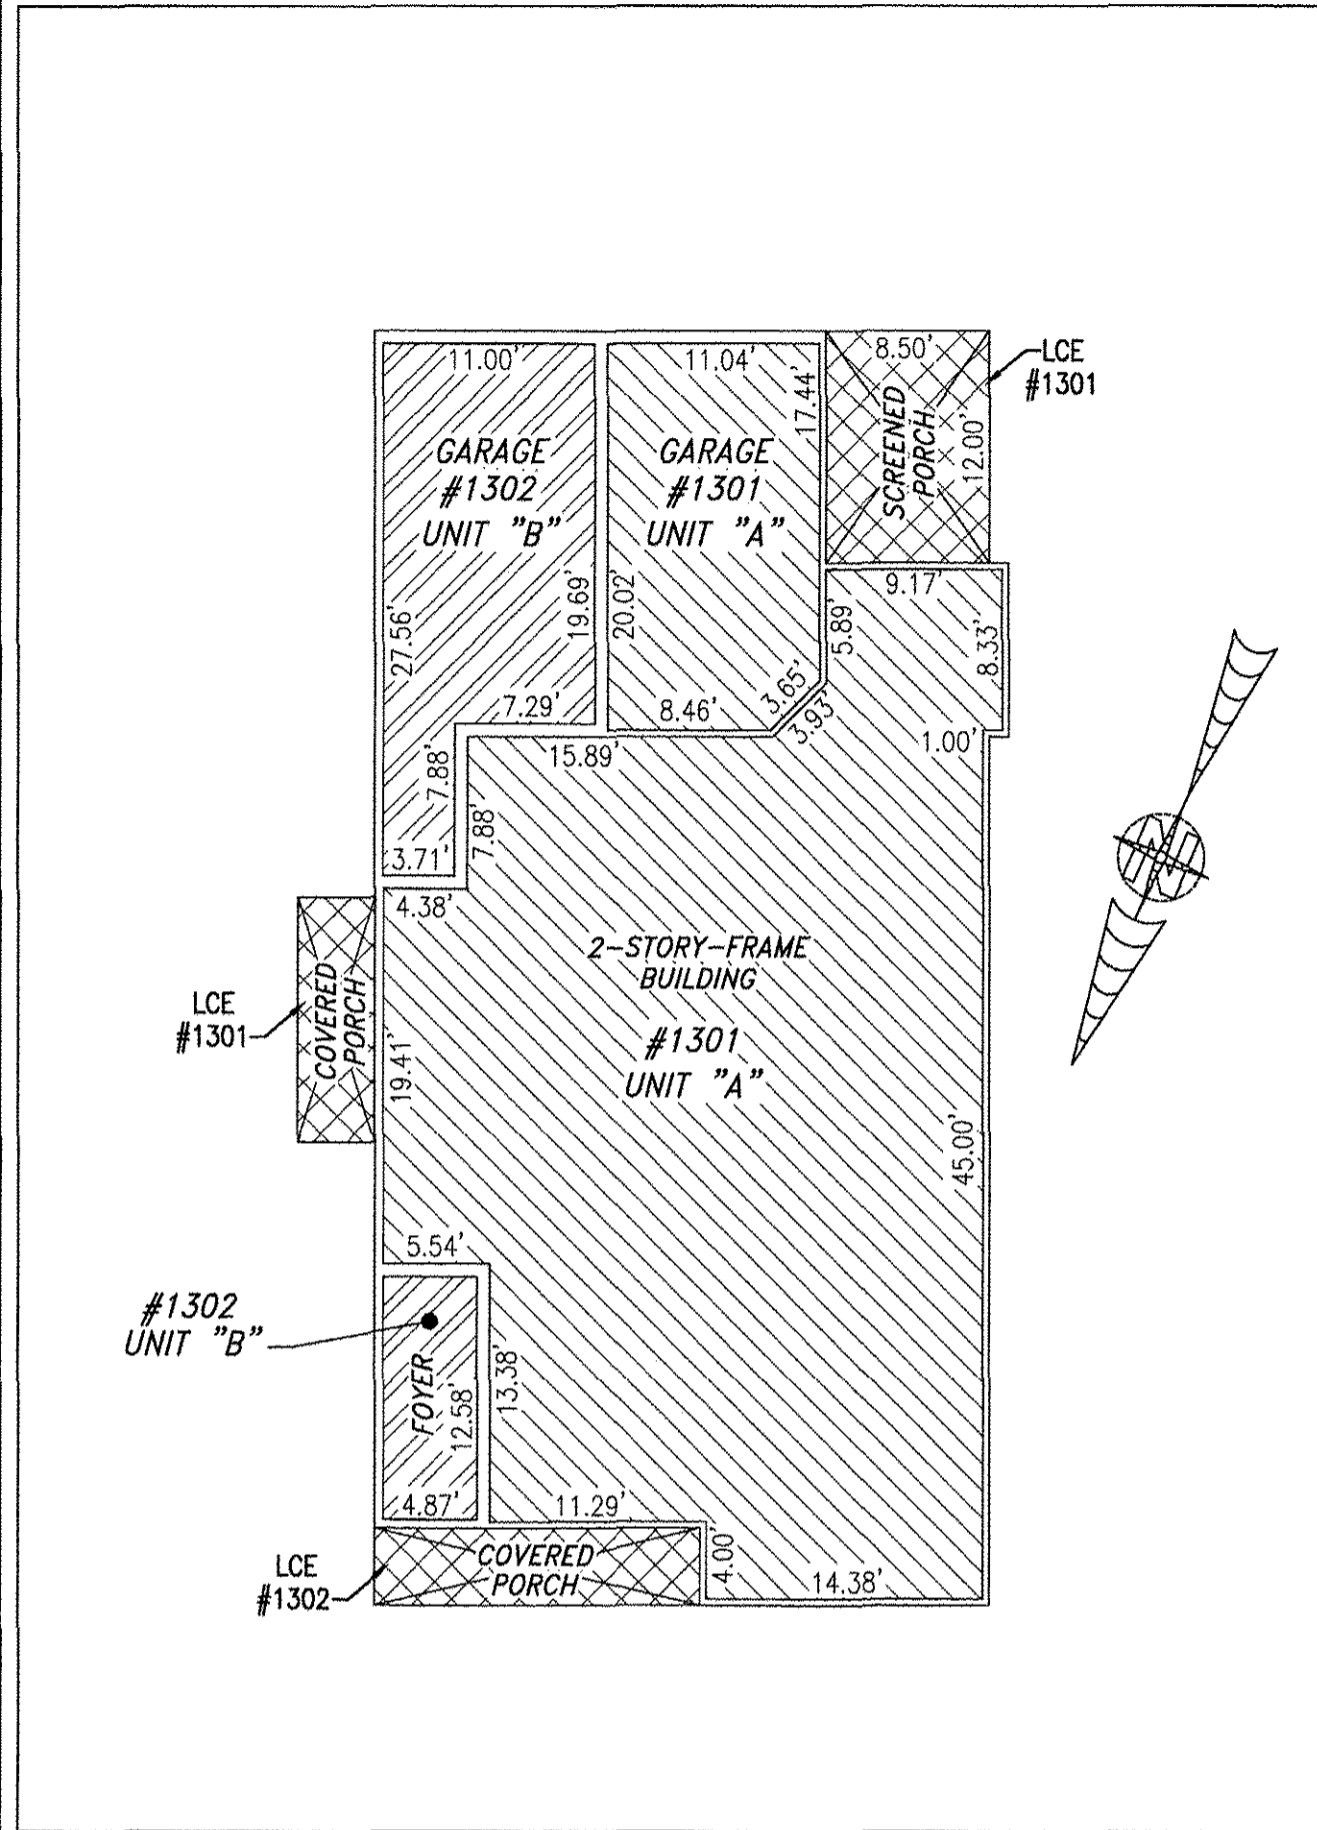 11.00'
11.04'
8.50'
LCE
#1301
17.44'
GARAGE
#1302
UNIT "B"
GARAGE
#1301
UNIT "A"
SCREENED
PORCH
12.00'
27.56'
19.69'
20.02'
9.17'
5.89'
8.33'
7.29'
8.46'
3.65'
3.93'
15.89'
1.00'
7.88'
7.88'
3.71'
4.38'
N
2-STORY-FRAME
BUILDING
#1301
UNIT "A"
LCE
#1301
COVERED
PORCH
19.41'
45.00'
5.54'
#1302
UNIT "B"
FOYER
12.58'
13.38'
4.87'
11.29'
LCE
#1302
COVERED
PORCH
4.00'
14.38'